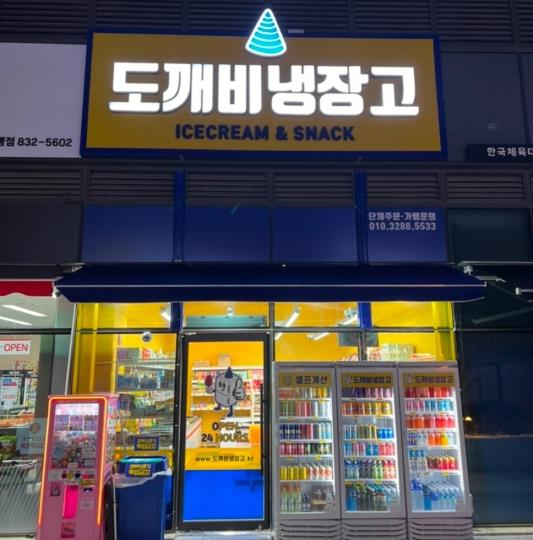 도깨비냉장고
ICECREAM & SNACK
행점 832-5602
한국체육대
단체주문·가맹문의
010.3288.5533
OPEN
셀프계산
도깨비냉장고
도깨비냉장고
OPEN
24 HOURS
www.도깨비냉장고.kr